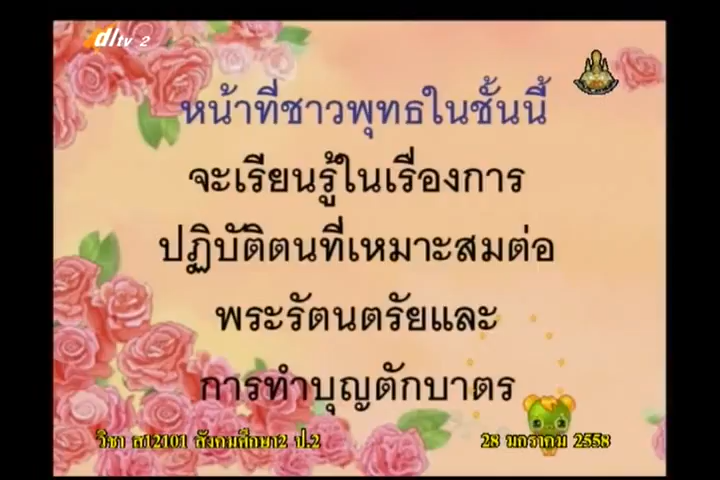 dltv 2
หน้าที่ชาวพุทธในชั้นนี้
จะเรียนรู้ในเรื่องการ
ปฏิบัติตนที่เหมาะสมต่อ
พระรัตนตรัยและ
การทำบุญตักบาตร
วิชา ส12101 สังคมศึกษา2 ป.2
28 มกราคม 2558